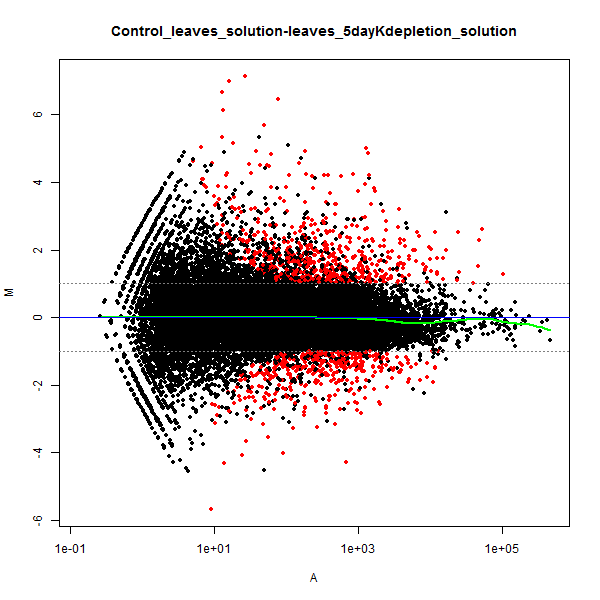 Control_leaves_solution-leaves_5dayKdepletion_solution
M
6
4
2
0
-2
-4
-6
1e-01
1e+01
1e+03
1e+05
A